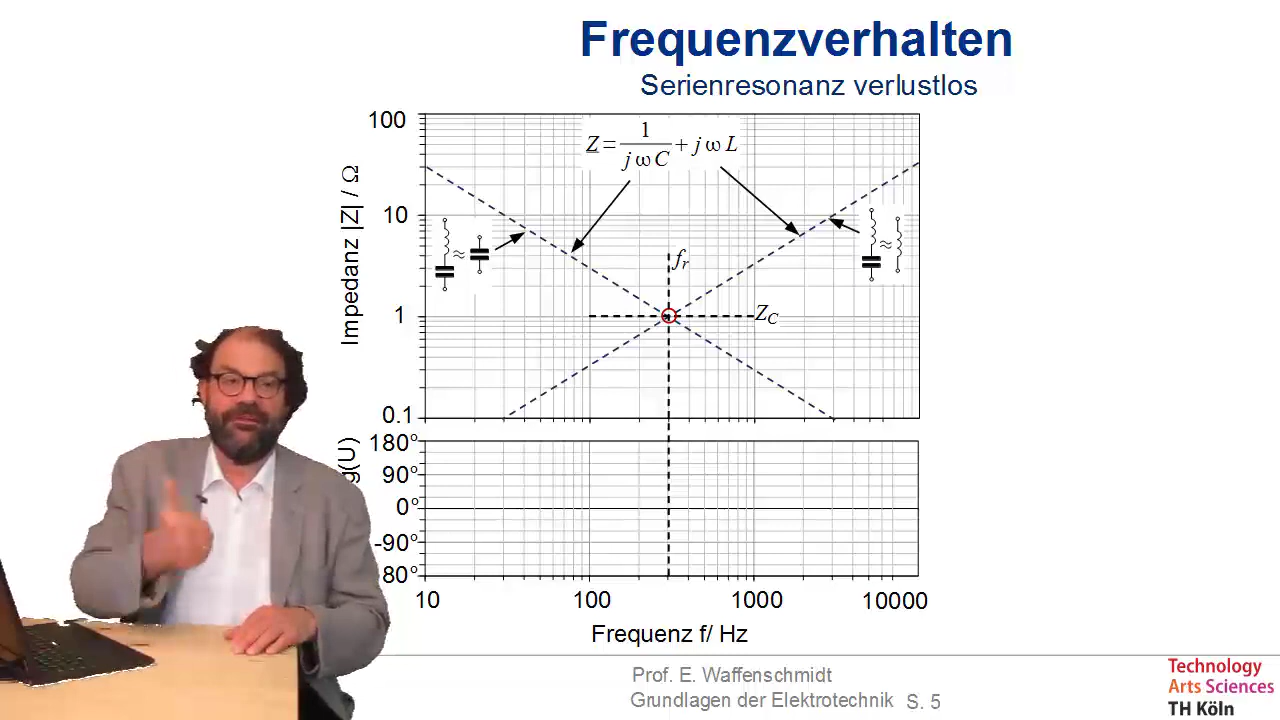 Frequenzverhalten
Serienresonanz verlustlos
100
10
1
0.1
Impedanz |Z| / Ω
Z = 1 / jωC + jωL
≈
≈
f_r
Z_C
g(U)
180°
90°
0°
-90°
80°
10
100
1000
10000
Frequenz f/ Hz
Prof. E. Waffenschmidt
Grundlagen der Elektrotechnik S. 5
Technology
Arts Sciences
TH Köln